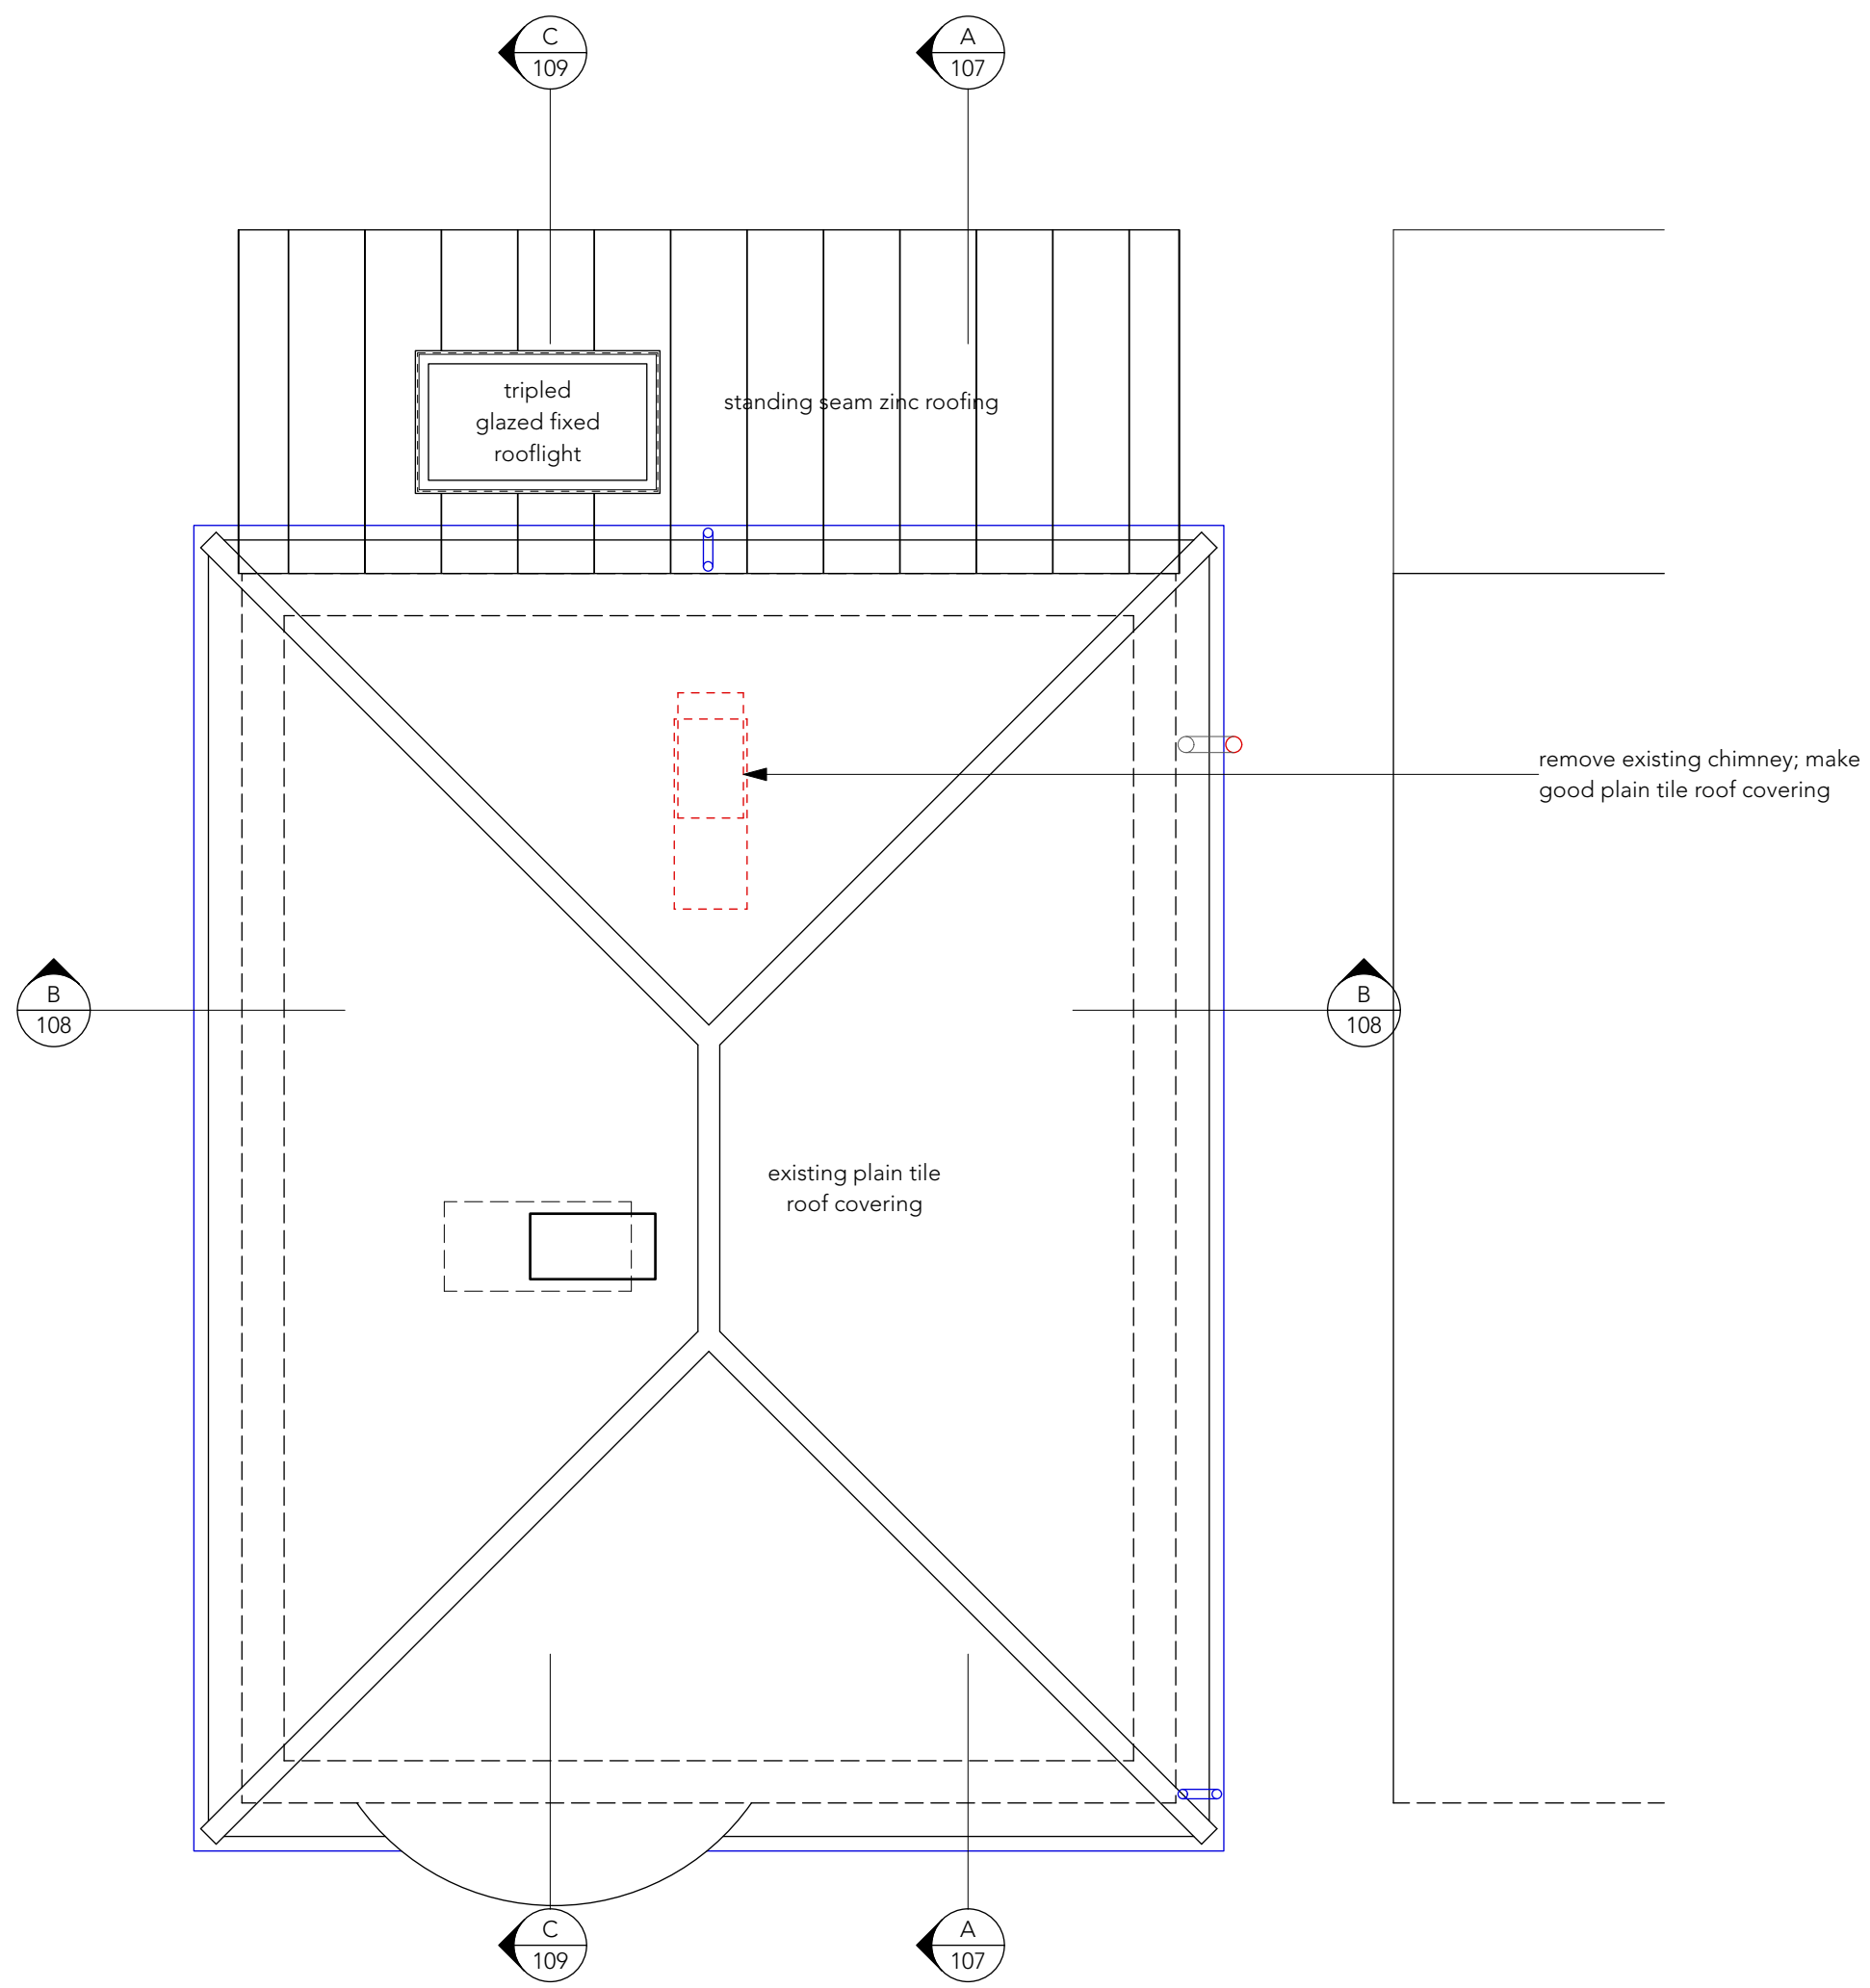 C
109
A
107
tripled
glazed fixed
rooflight
standing seam zinc roofing
remove existing chimney; make
good plain tile roof covering
B
108
B
108
existing plain tile
roof covering
C
109
A
107